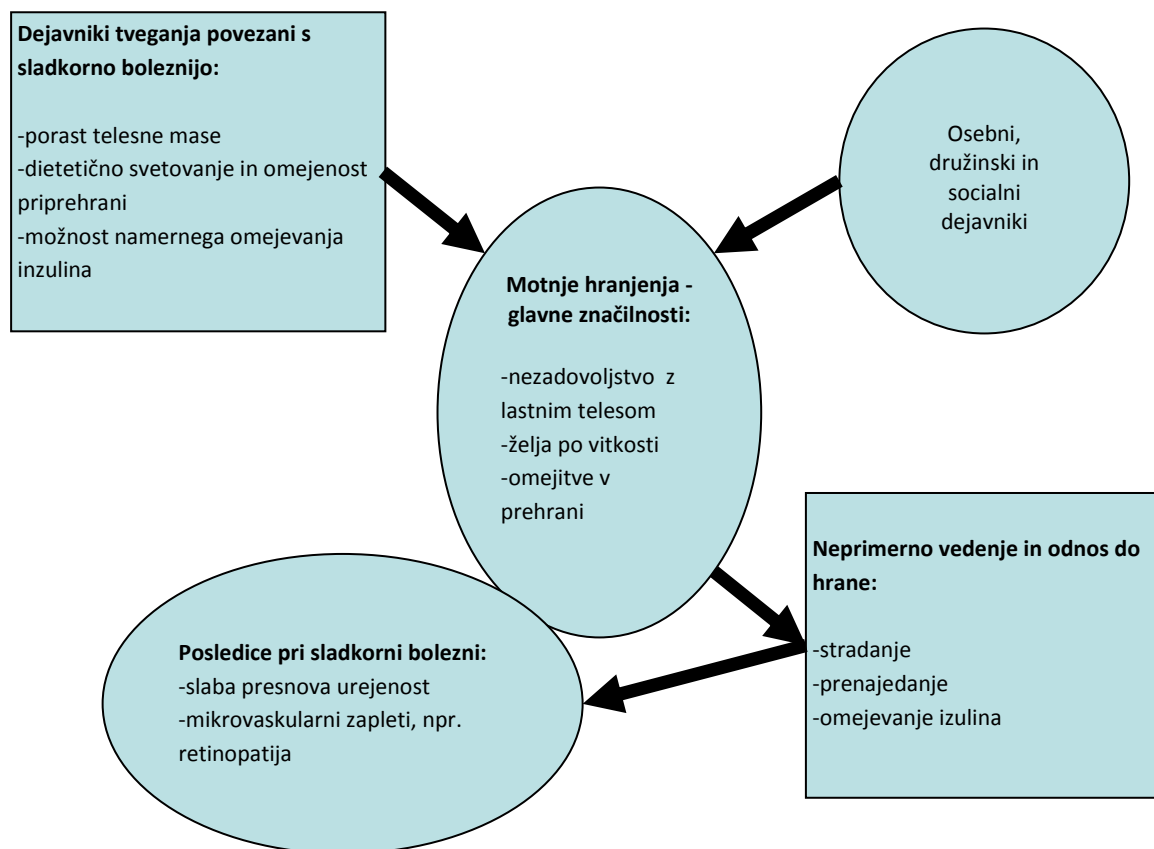 Dejavniki tveganja povezani s
sladkorno boleznijo:
-porast telesne mase
-dietetično svetovanje in omejenost
priprehrani
-možnost namernega omejevanja
inzulina
Osebni,
družinski in
socialni
dejavniki
Motnje hranjenja -
glavne značilnosti:
-nezadovoljstvo z
lastnim telesom
-želja po vitkosti
-omejitve v
prehrani
Neprimerno vedenje in odnos do
hrane:
-stradanje
-prenajedanje
-omejevanje izulina
Posledice pri sladkorni bolezni:
-slaba presnova urejenost
-mikrovaskularni zapleti, npr.
retinopatija